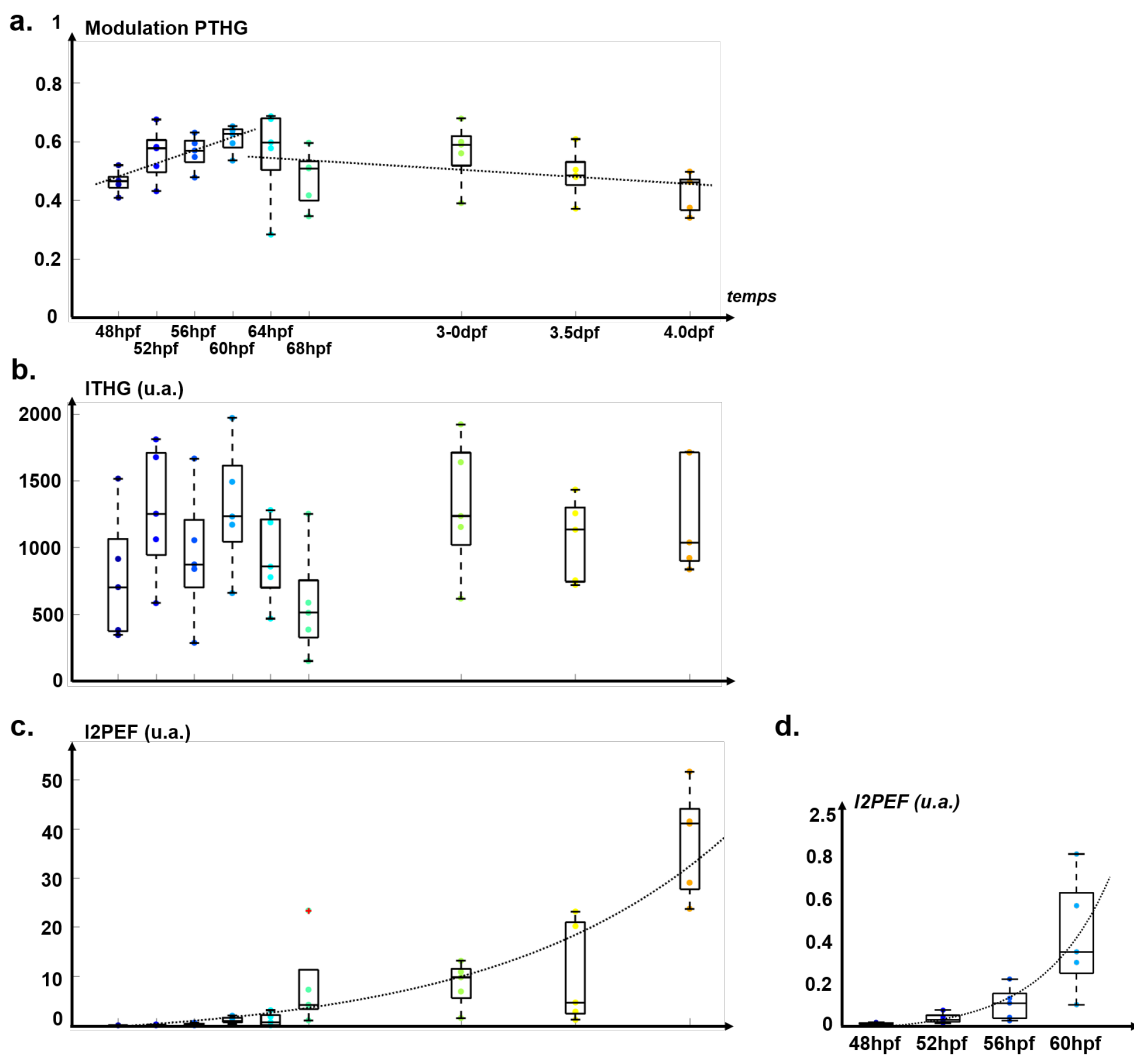 a.
1
Modulation PTHG
0.8
0.6
0.4
0.2
0
temps
48hpf
52hpf
56hpf
60hpf
64hpf
68hpf
3-0dpf
3.5dpf
4.0dpf
b.
ITHG (u.a.)
2000
1500
1000
500
0
c.
I2PEF (u.a.)
50
40
30
20
10
0
d.
I2PEF (u.a.)
2.5
0.8
0.6
0.4
0.2
0
48hpf 52hpf 56hpf 60hpf